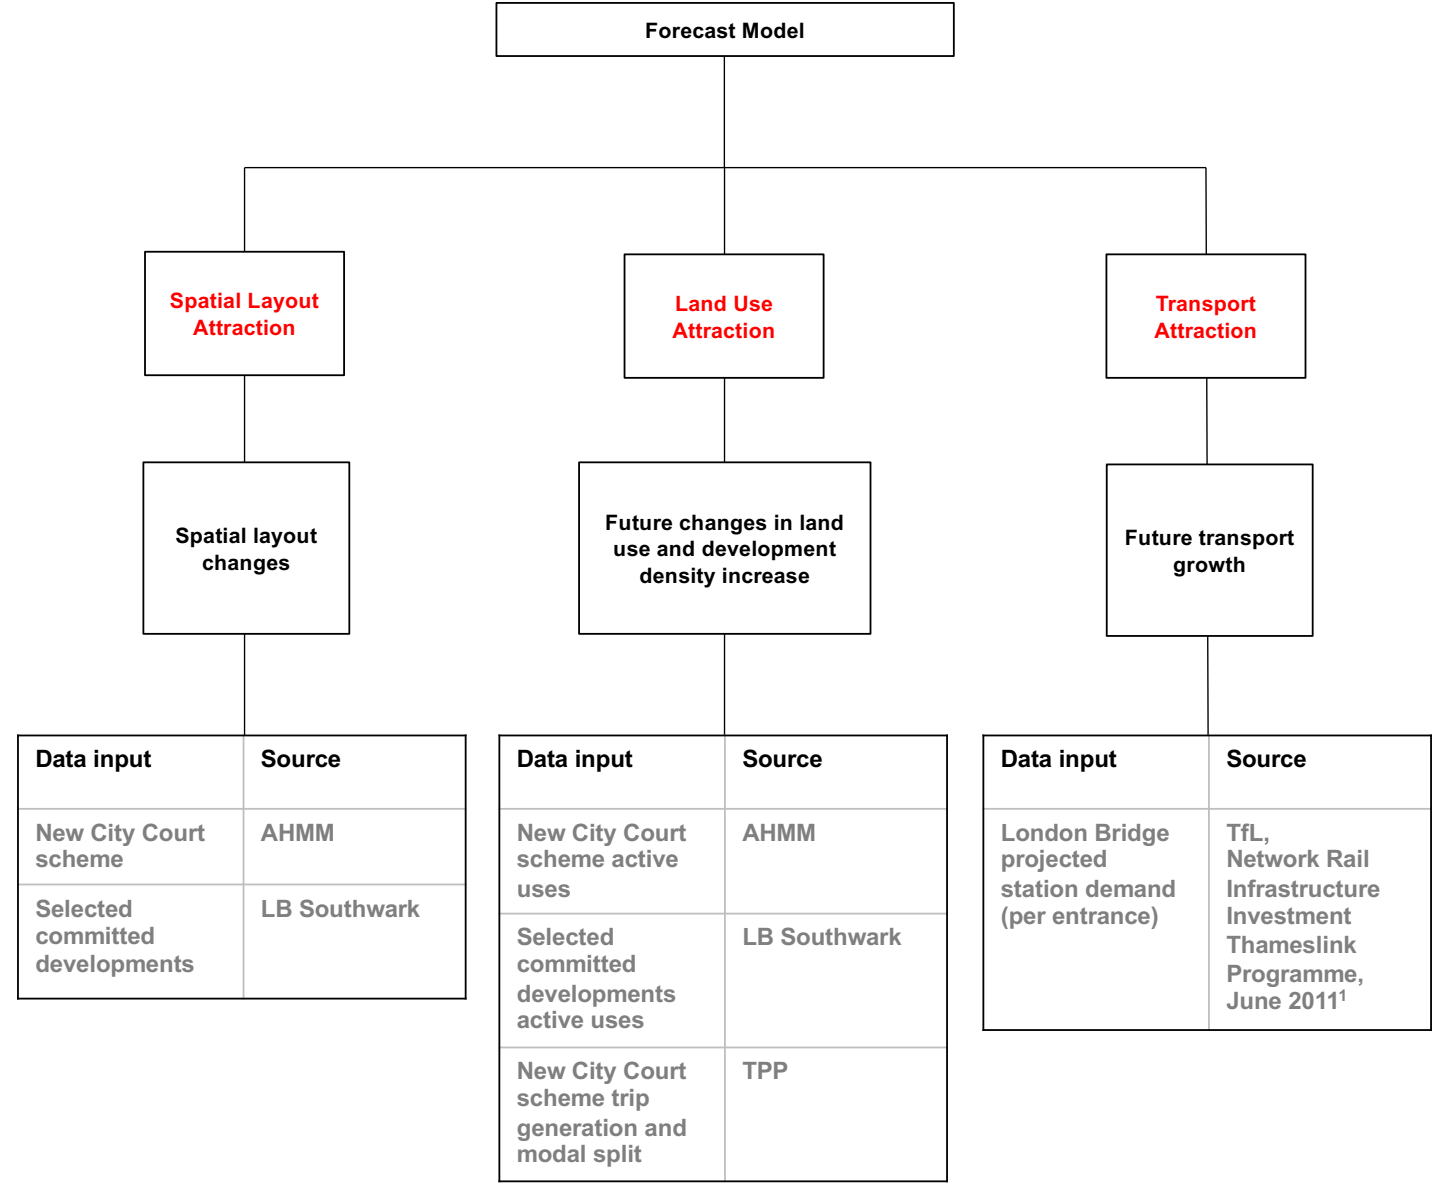 Forecast Model
Spatial Layout
Attraction
Land Use
Attraction
Transport
Attraction
Spatial layout
changes
Future changes in land
use and development
density increase
Future transport
growth
Data input
Source
New City Court
scheme
AHMM
Selected
committed
developments
LB Southwark
Data input
Source
New City Court
scheme active
uses
AHMM
Selected
committed
developments
active uses
LB Southwark
New City Court
scheme trip
generation and
modal split
TPP
Data input
Source
London Bridge
projected
station demand
(per entrance)
TfL,
Network Rail
Infrastructure
Investment
Thameslink
Programme,
June 2011¹